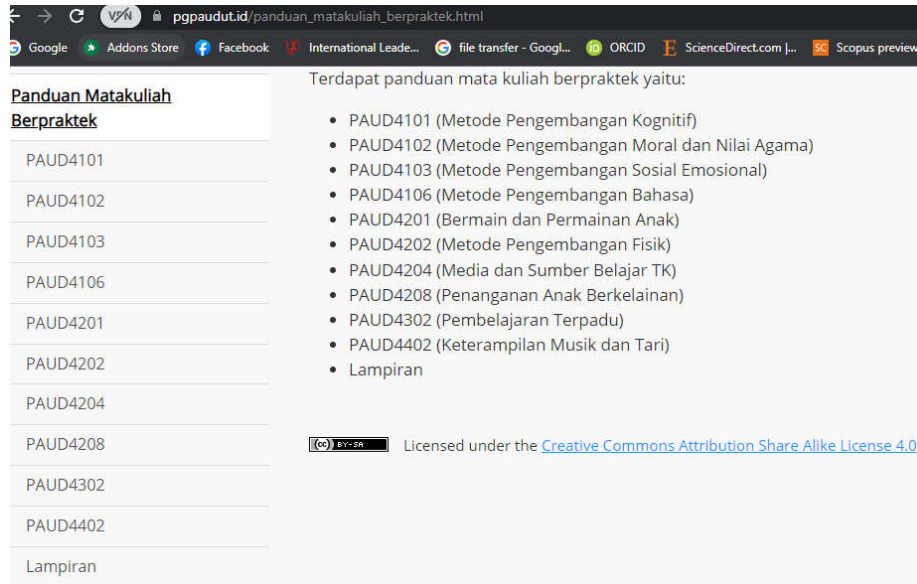 VPN pgpaudut.id/panduan_matakuliah_berpraktek.html
Google Addons Store Facebook International Leade... file transfer - Googl... ORCID ScienceDirect.com |... Scopus preview
Panduan Matakuliah
Berpraktek
PAUD4101
PAUD4102
PAUD4103
PAUD4106
PAUD4201
PAUD4202
PAUD4204
PAUD4208
PAUD4302
PAUD4402
Lampiran
Terdapat panduan mata kuliah berpraktek yaitu:
• PAUD4101 (Metode Pengembangan Kognitif)
• PAUD4102 (Metode Pengembangan Moral dan Nilai Agama)
• PAUD4103 (Metode Pengembangan Sosial Emosional)
• PAUD4106 (Metode Pengembangan Bahasa)
• PAUD4201 (Bermain dan Permainan Anak)
• PAUD4202 (Metode Pengembangan Fisik)
• PAUD4204 (Media dan Sumber Belajar TK)
• PAUD4208 (Penanganan Anak Berkelainan)
• PAUD4302 (Pembelajaran Terpadu)
• PAUD4402 (Keterampilan Musik dan Tari)
• Lampiran
(cc) BY-SA Licensed under the Creative Commons Attribution Share Alike License 4.0